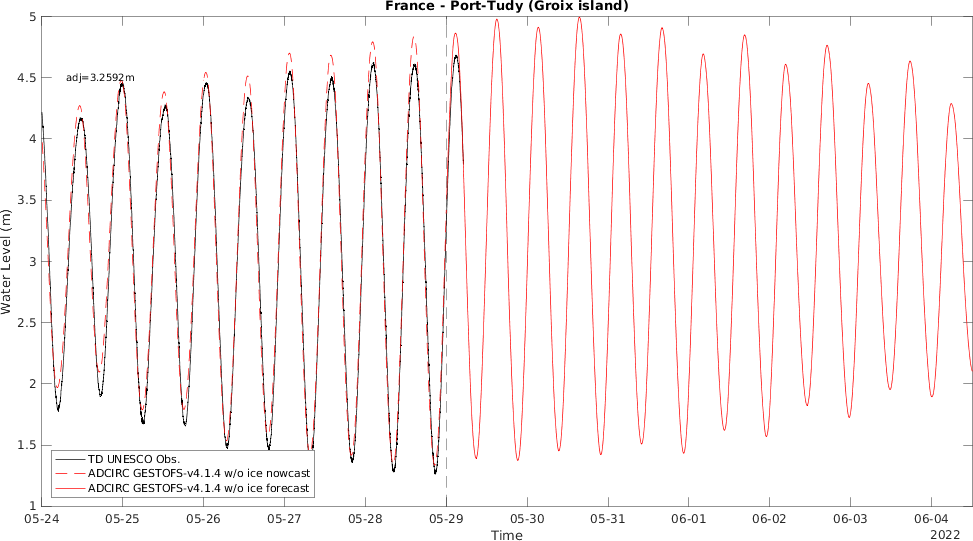 France - Port-Tudy (Groix island)
adj=3.2592m
Water Level (m)
5
4.5
4
3.5
3
2.5
2
1.5
1
TD UNESCO Obs.
ADCIRC GESTOFS-v4.1.4 w/o ice nowcast
ADCIRC GESTOFS-v4.1.4 w/o ice forecast
05-24 05-25 05-26 05-27 05-28 05-29 05-30 05-31 06-01 06-02 06-03 06-04
Time
2022